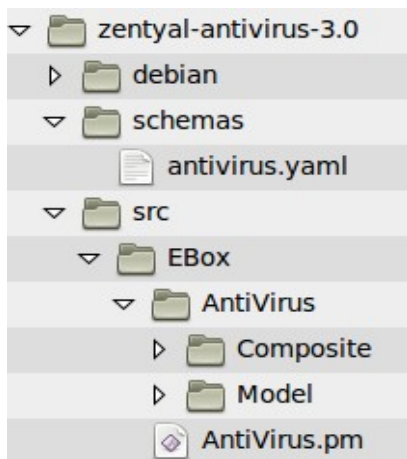 zentyal-antivirus-3.0
debian
schemas
antivirus.yaml
src
EBox
AntiVirus
Composite
Model
AntiVirus.pm